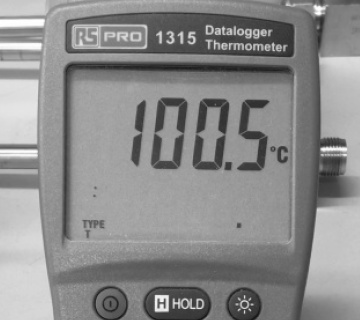 RS PRO 1315 Datalogger
Thermometer
100.5 °C
:
TYPE
T
H HOLD